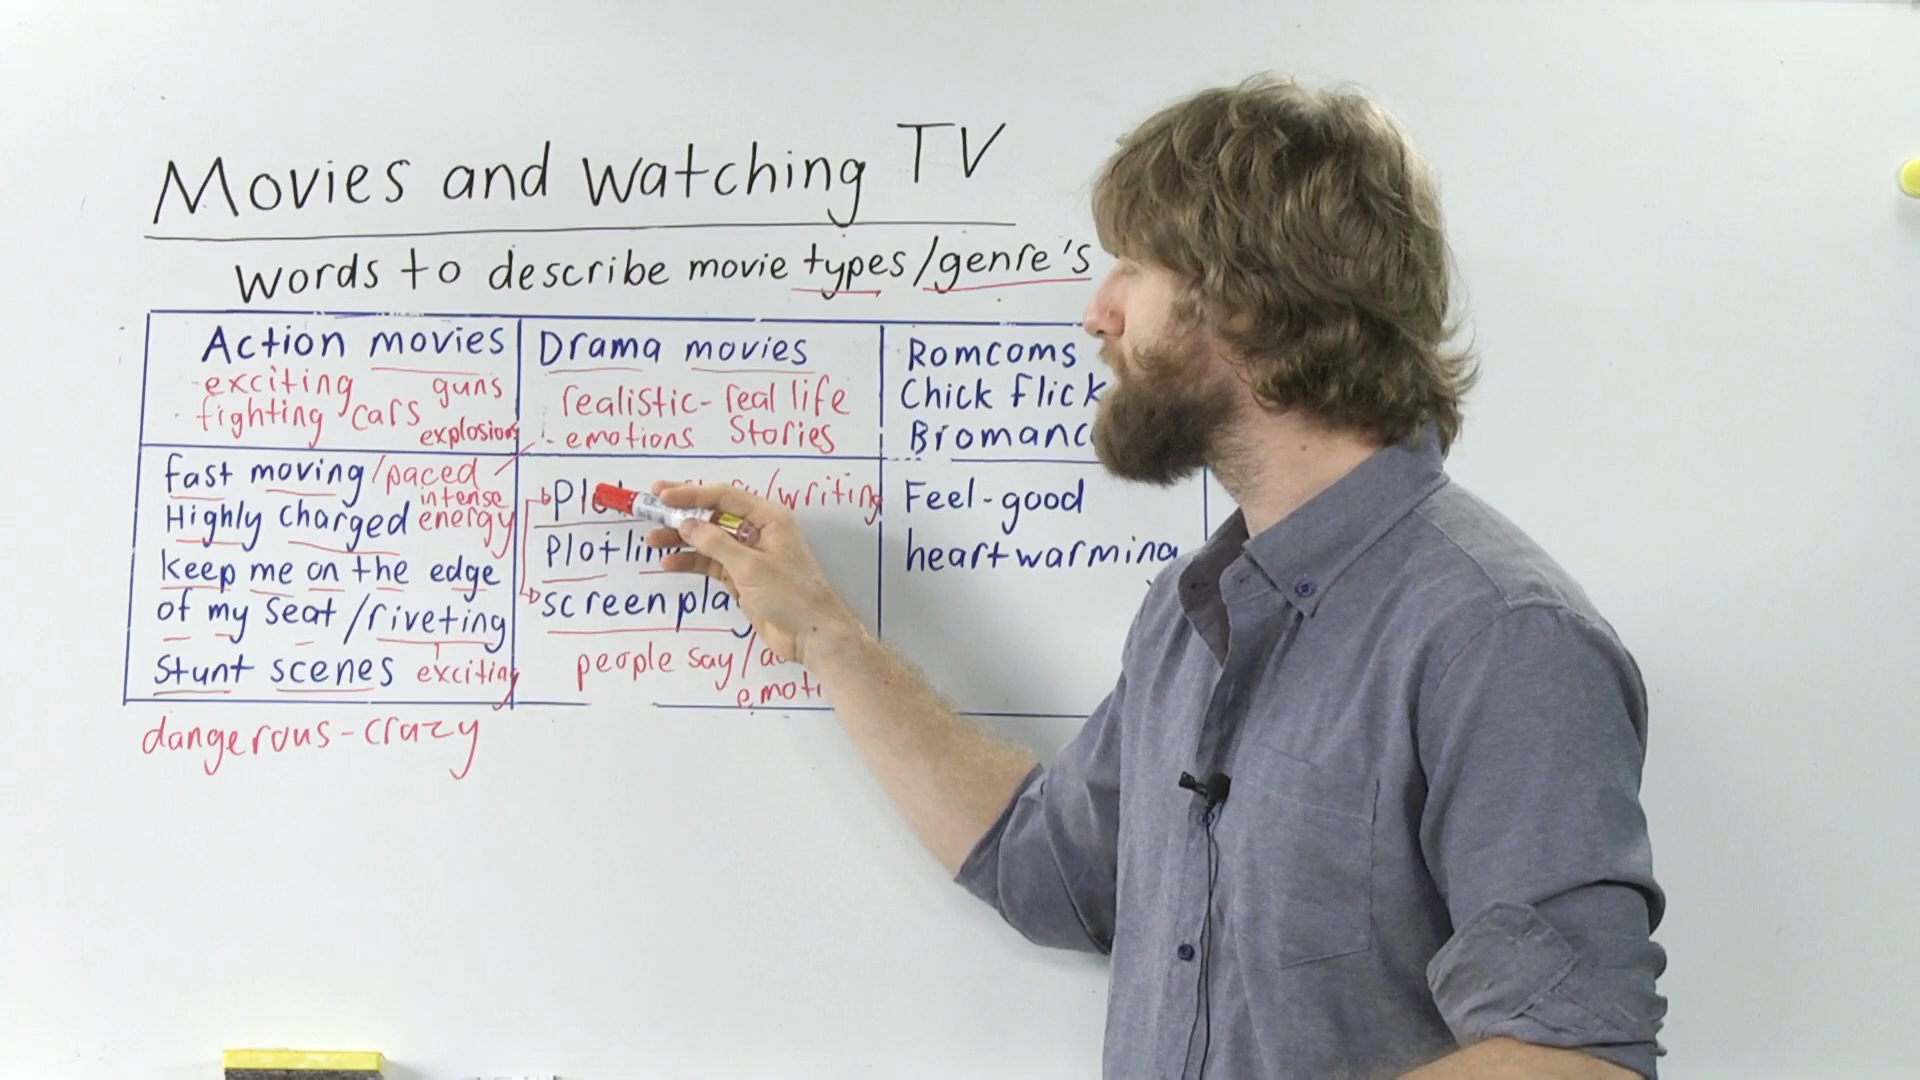 Movies and watching TV
words to describe movie types/genre's
Action movies
exciting guns
fighting cars
explosions
fast moving/paced
intense
Highly charged energy
keep me on the edge
of my seat/riveting
stunt scenes exciting
dangerous-crazy
Drama movies
realistic-real life
emotions stories
/writing
screenpla
people say/
Romcoms
Chick flick
Bromanc
Feel-good
heartwarming